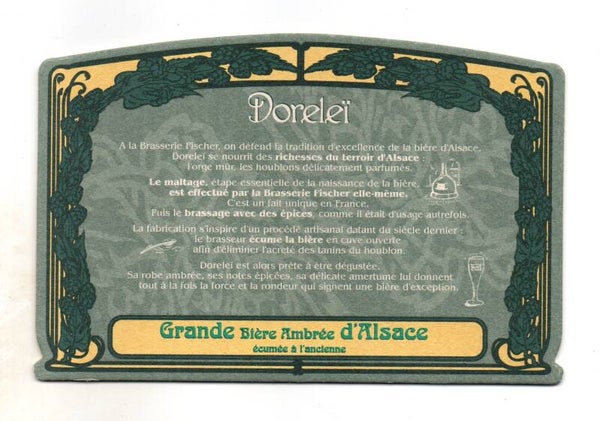 Doreleï
A la Brasserie Fischer, on défend la tradition d'excellence de la bière d'Alsace.
Doreleï se nourrit des richesses du terroir d'Alsace :
l'orge mûr, les houblons délicatement parfumés.
Le maltage, étape essentielle de la naissance de la bière,
est effectué par la Brasserie Fischer elle-même.
C'est un fait unique en France.
Puis le brassage avec des épices, comme il était d'usage autrefois.
La fabrication s'inspire d'un procédé artisanal datant du siècle dernier :
le brasseur écume la bière en cuve ouverte
afin d'éliminer l'acreté des tanins du houblon.
Doreleï est alors prête à être dégustée.
Sa robe ambrée, ses notes épicées, sa délicate amertume lui donnent
tout à la fois la force et la rondeur qui signent une bière d'exception.
Grande Bière Ambrée d'Alsace
écumée à l'ancienne